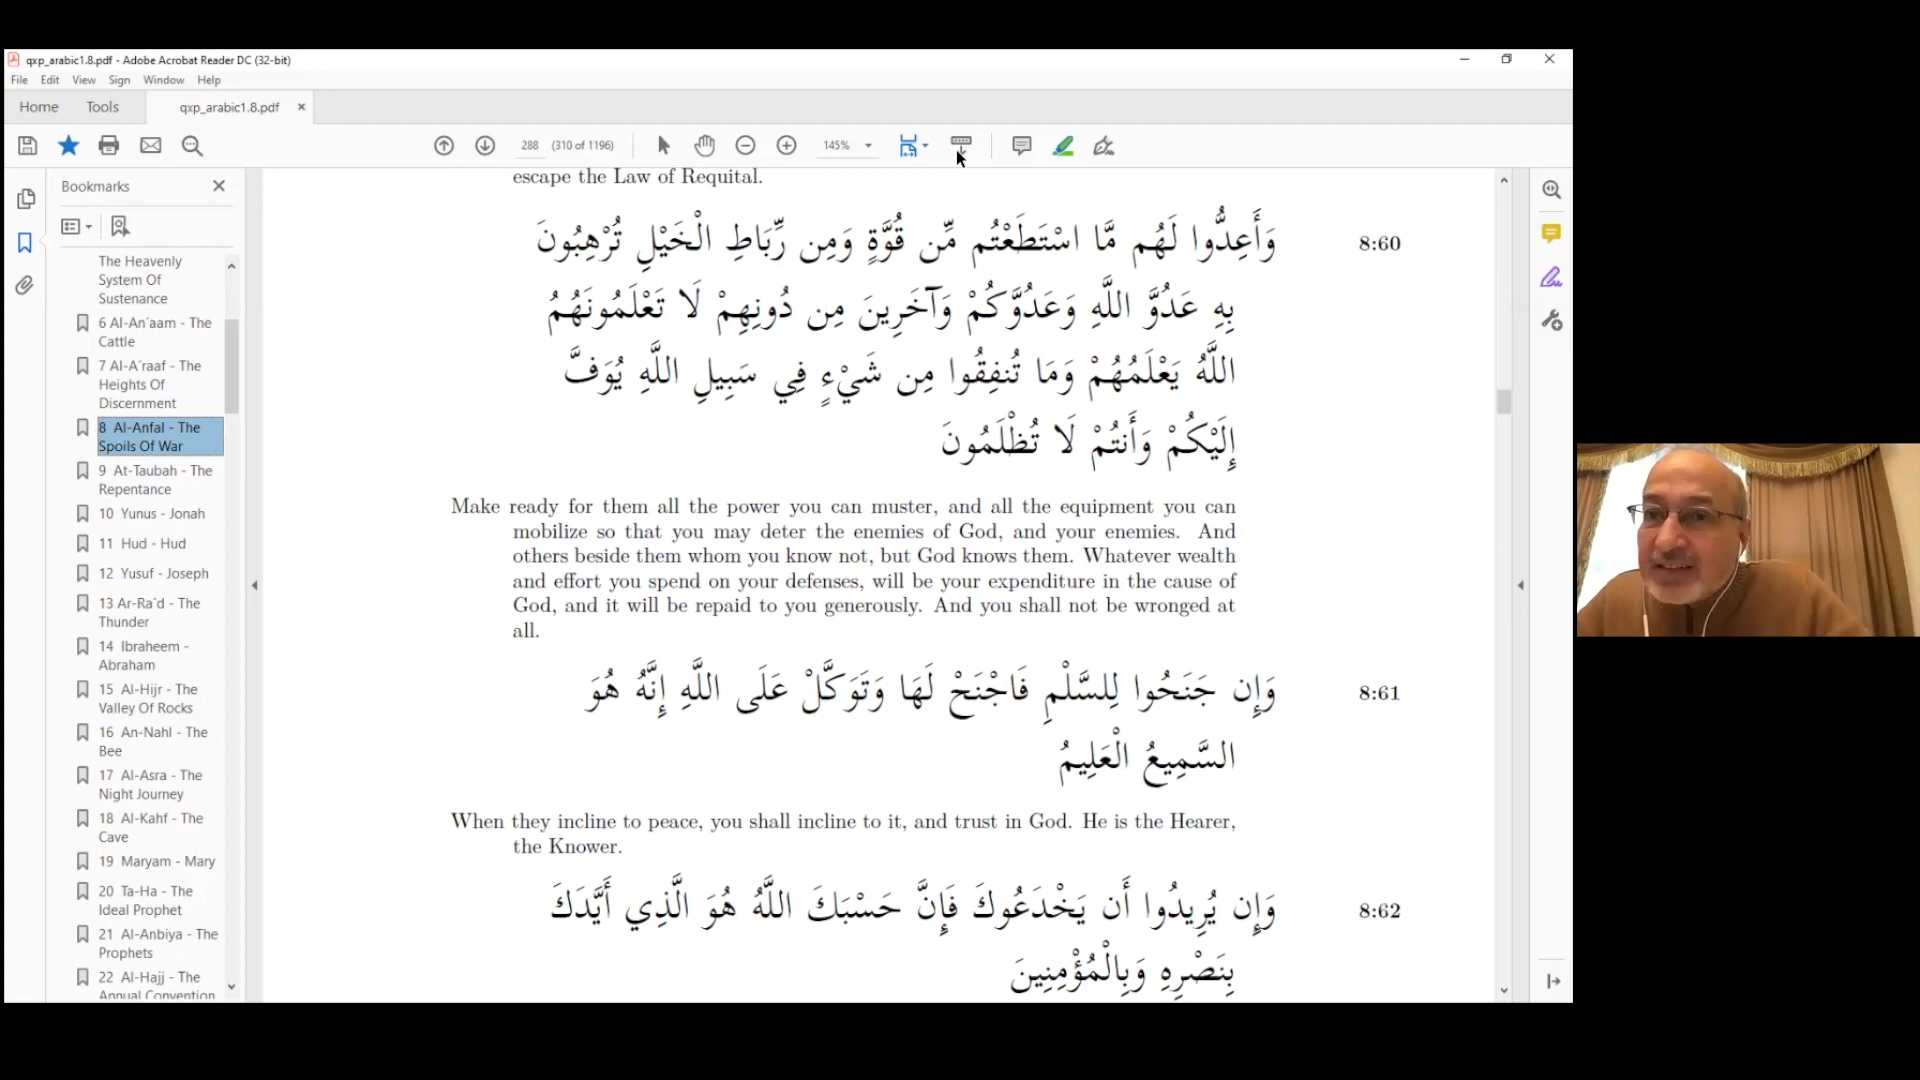 qxp_arabic1.8.pdf - Adobe Acrobat Reader DC (32-bit)
File Edit View Sign Window Help
Home Tools qxp_arabic1.8.pdf
288 (310 of 1196) 145%
Bookmarks
The Heavenly
System Of
Sustenance
6 Al-An´aam - The
Cattle
7 Al-A´raaf - The
Heights Of
Discernment
8 Al-Anfal - The
Spoils Of War
9 At-Taubah - The
Repentance
10 Yunus - Jonah
11 Hud - Hud
12 Yusuf - Joseph
13 Ar-Ra´d - The
Thunder
14 Ibraheem -
Abraham
15 Al-Hijr - The
Valley Of Rocks
16 An-Nahl - The
Bee
17 Al-Asra - The
Night Journey
18 Al-Kahf - The
Cave
19 Maryam - Mary
20 Ta-Ha - The
Ideal Prophet
21 Al-Anbiya - The
Prophets
22 Al-Hajj - The
Annual Convention
escape the Law of Requital.
وَأَعِدُّوا لَهُم مَّا اسْتَطَعْتُم مِّن قُوَّةٍ وَمِن رِّبَاطِ الْخَيْلِ تُرْهِبُونَ 8:60
بِهِ عَدُوَّ اللَّهِ وَعَدُوَّكُمْ وَآخَرِينَ مِن دُونِهِمْ لَا تَعْلَمُونَهُمُ
اللَّهُ يَعْلَمُهُمْ وَمَا تُنفِقُوا مِن شَيْءٍ فِي سَبِيلِ اللَّهِ يُوَفَّ
إِلَيْكُمْ وَأَنتُمْ لَا تُظْلَمُونَ
Make ready for them all the power you can muster, and all the equipment you can
mobilize so that you may deter the enemies of God, and your enemies. And
others beside them whom you know not, but God knows them. Whatever wealth
and effort you spend on your defenses, will be your expenditure in the cause of
God, and it will be repaid to you generously. And you shall not be wronged at
all.
وَإِن جَنَحُوا لِلسَّلْمِ فَاجْنَحْ لَهَا وَتَوَكَّلْ عَلَى اللَّهِ إِنَّهُ هُوَ 8:61
السَّمِيعُ الْعَلِيمُ
When they incline to peace, you shall incline to it, and trust in God. He is the Hearer,
the Knower.
وَإِن يُرِيدُوا أَن يَخْدَعُوكَ فَإِنَّ حَسْبَكَ اللَّهُ هُوَ الَّذِي أَيَّدَكَ 8:62
بِنَصْرِهِ وَبِالْمُؤْمِنِينَ